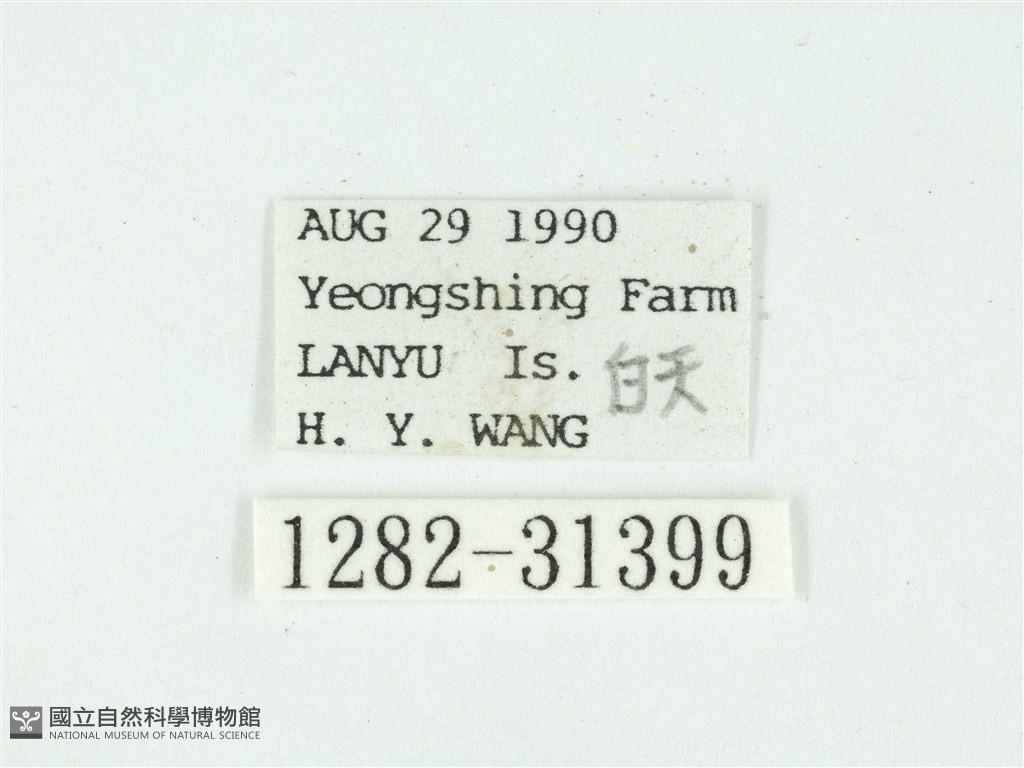 AUG 29 1990
Yeongshing Farm
LANYU Is. 白天
H. Y. WANG
1282-31399
國立自然科學博物館
NATIONAL MUSEUM OF NATURAL SCIENCE